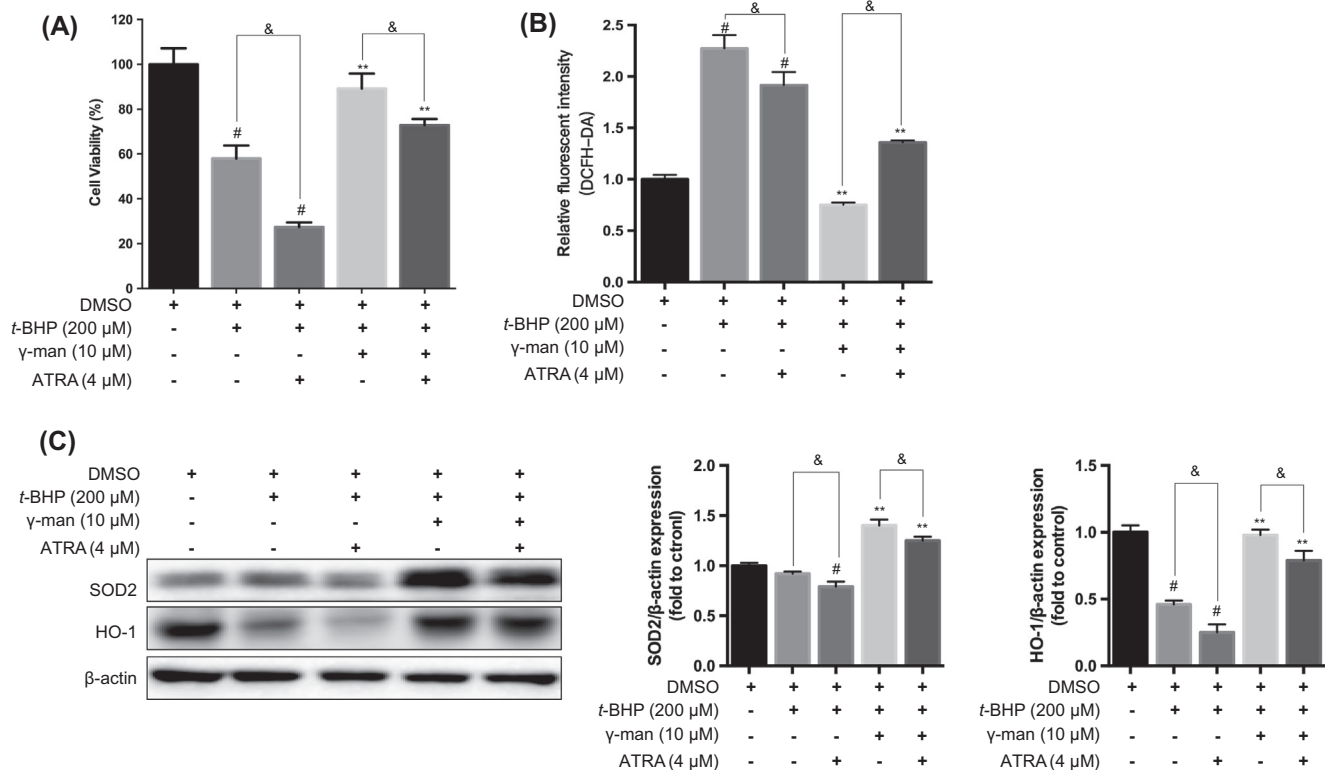 (A)
Cell Viability (%)
120
100
80
60
40
20
0
&
&
#
#
**
**
DMSO + + + + +
t-BHP (200 µM) - + + + +
γ-man (10 µM) - - - + +
ATRA (4 µM) - - + - +
(B)
Relative fluorescent intensity
(DCFH–DA)
2.5
2.0
1.5
1.0
0.5
0.0
&
&
#
#
**
**
DMSO + + + + +
t-BHP (200 µM) - + + + +
γ-man (10 µM) - - - + +
ATRA (4 µM) - - + - +
(C)
DMSO + + + + +
t-BHP (200 µM) - + + + +
γ-man (10 µM) - - - + +
ATRA (4 µM) - - + - +
SOD2
HO-1
β-actin
SOD2/β-actin expression
(fold to ctronl)
2.0
1.5
1.0
0.5
0.0
&
&
#
**
**
DMSO + + + + +
t-BHP (200 µM) - + + + +
γ-man (10 µM) - - - + +
ATRA (4 µM) - - + - +
HO-1/β-actin expression
(fold to control)
1.5
1.0
0.5
0.0
&
&
#
#
**
**
DMSO + + + + +
t-BHP (200 µM) - + + + +
γ-man (10 µM) - - - + +
ATRA (4 µM) - - + - +